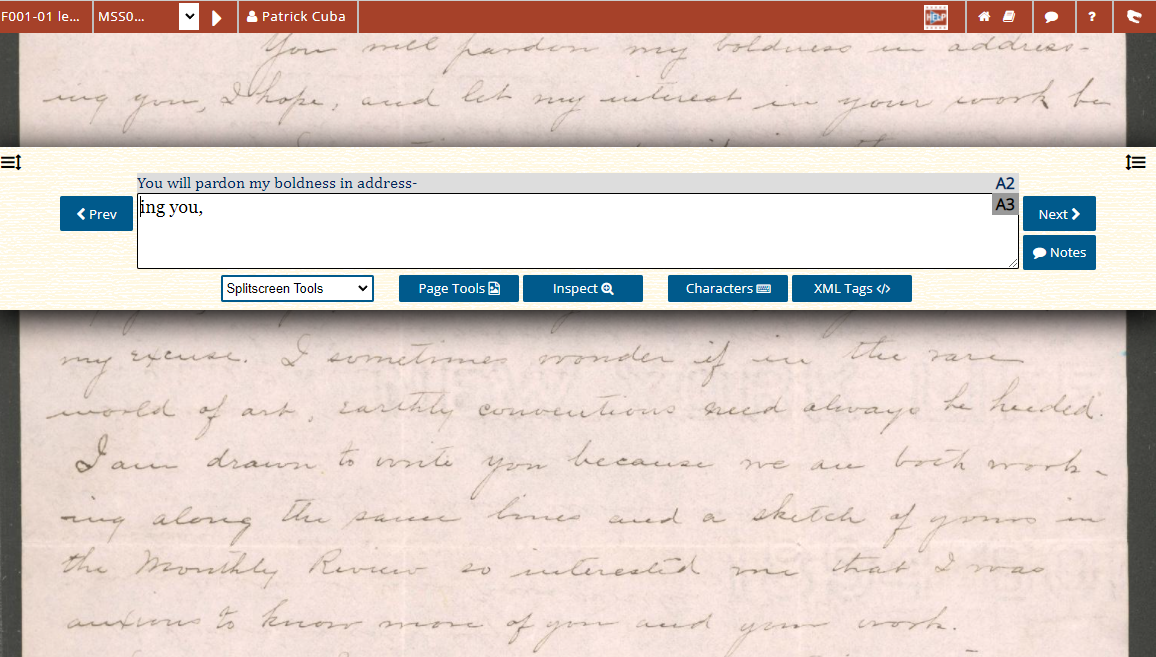 F001-01 le... MSS0... Patrick Cuba HELP ?
You will pardon my boldness in address-
ing you, I hope, and let my interest in your work be
You will pardon my boldness in address- A2
ing you, A3
Prev Next
Notes
Splitscreen Tools Page Tools Inspect Characters XML Tags </>
my excuse. I sometimes wonder if in the rare
world of art, earthly conventions need always be heeded.
I am drawn to write you because we are both work-
ing along the same lines and a sketch of yours in
the Monthly Review so interested me that I was
anxious to know more of you and your work.